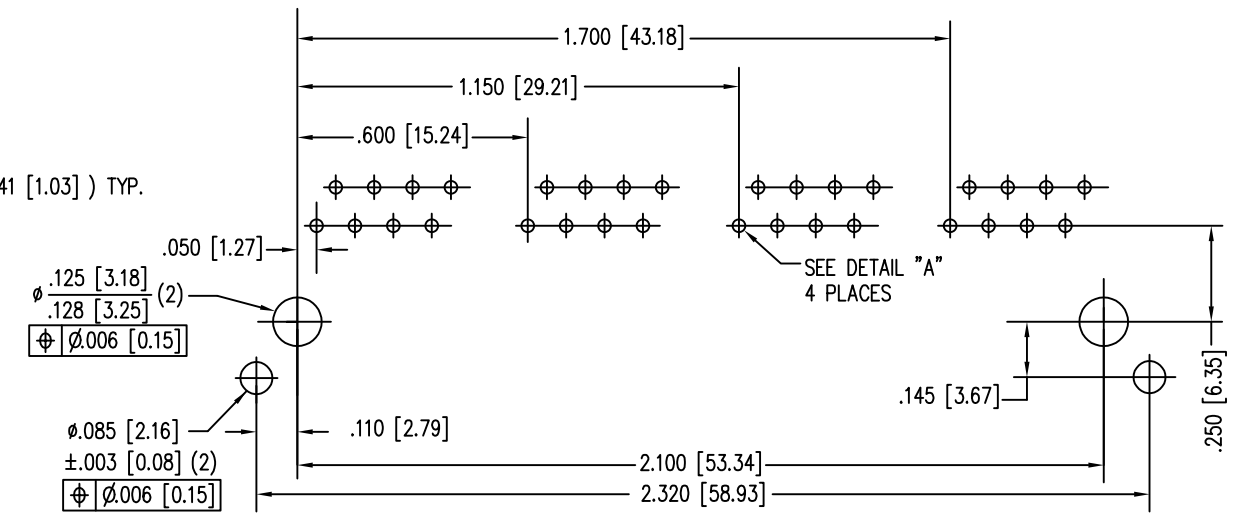 1.700 [43.18]
1.150 [29.21]
.600 [15.24]
41 [1.03] ) TYP.
.050 [1.27]
SEE DETAIL "A"
4 PLACES
ø .125 [3.18]
.128 [3.25] (2)
⌖ Ø.006 [0.15]
.145 [3.67]
.250 [6.35]
ø.085 [2.16]
±.003 [0.08] (2)
⌖ Ø.006 [0.15]
.110 [2.79]
2.100 [53.34]
2.320 [58.93]